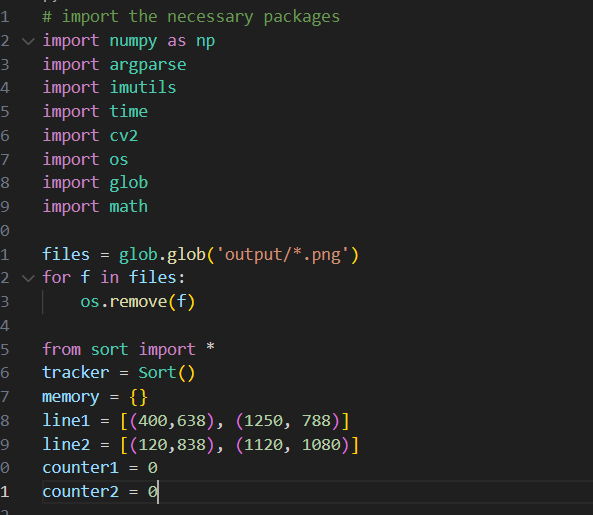 1 # import the necessary packages
2 import numpy as np
3 import argparse
4 import imutils
5 import time
6 import cv2
7 import os
8 import glob
9 import math
0
1 files = glob.glob('output/*.png')
2 for f in files:
3     os.remove(f)
4
5 from sort import *
6 tracker = Sort()
7 memory = {}
8 line1 = [(400,638), (1250, 788)]
9 line2 = [(120,838), (1120, 1080)]
0 counter1 = 0
1 counter2 = 0